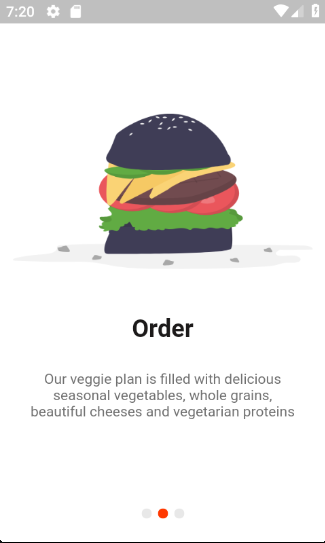 7:20
Order
Our veggie plan is filled with delicious
seasonal vegetables, whole grains,
beautiful cheeses and vegetarian proteins